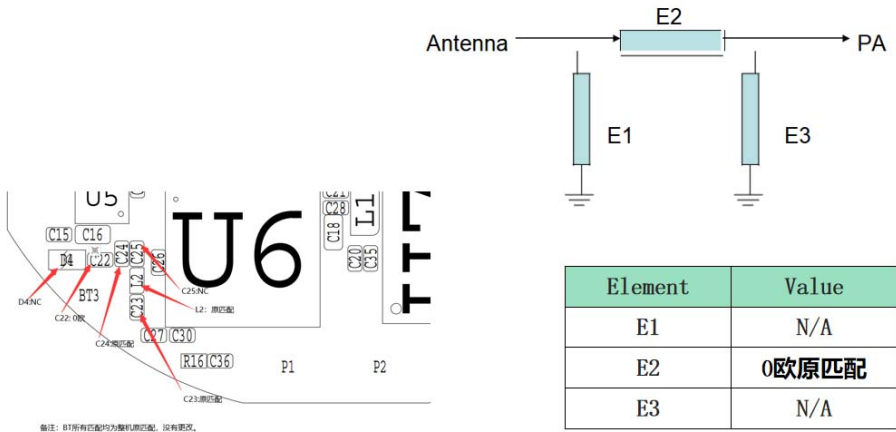 E2
Antenna
PA
E1
E3
U5
C15
C16
D4
C22
C24
C25
C26
U6
C21
C28
C18
L1
C20
C35
BT3
L2
C23
C27
C30
R16
C36
P1
P2
D4:NC
C22: 0欧
C24:原匹配
C25:NC
L2: 原匹配
C23:原匹配
备注: BT所有匹配均为整机原匹配, 没有更改。
Element Value
E1 N/A
E2 0欧原匹配
E3 N/A